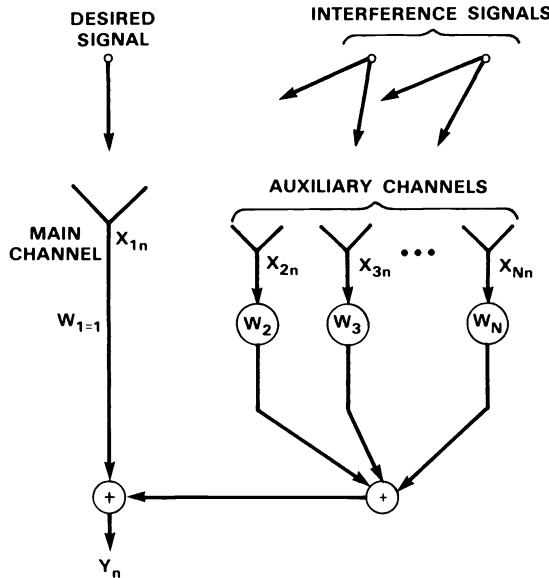 DESIRED
SIGNAL
INTERFERENCE SIGNALS
AUXILIARY CHANNELS
MAIN
CHANNEL
X1n
X2n
X3n
•••
XNn
W1=1
W2
W3
WN
+
+
Yn